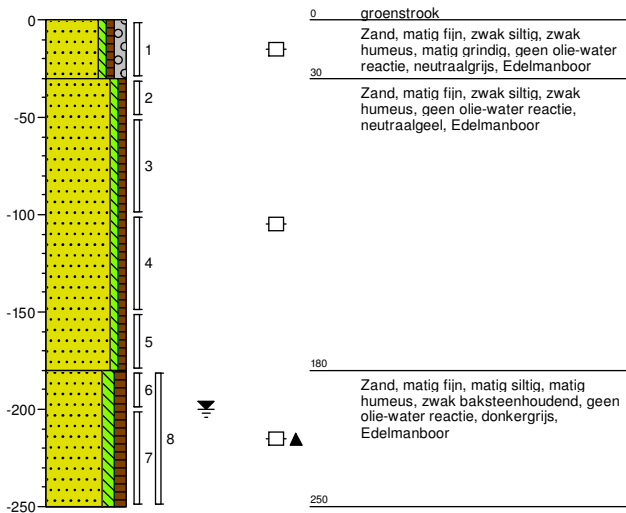 0
-50
-100
-150
-200
-250
1
2
3
4
5
6
7
8
0 groenstrook
Zand, matig fijn, zwak siltig, zwak
humeus, matig grindig, geen olie-water
reactie, neutraalgrijs, Edelmanboor
30
Zand, matig fijn, zwak siltig, zwak
humeus, geen olie-water reactie,
neutraalgeel, Edelmanboor
180
Zand, matig fijn, matig siltig, matig
humeus, zwak baksteenhoudend, geen
olie-water reactie, donkergrijs,
Edelmanboor
250